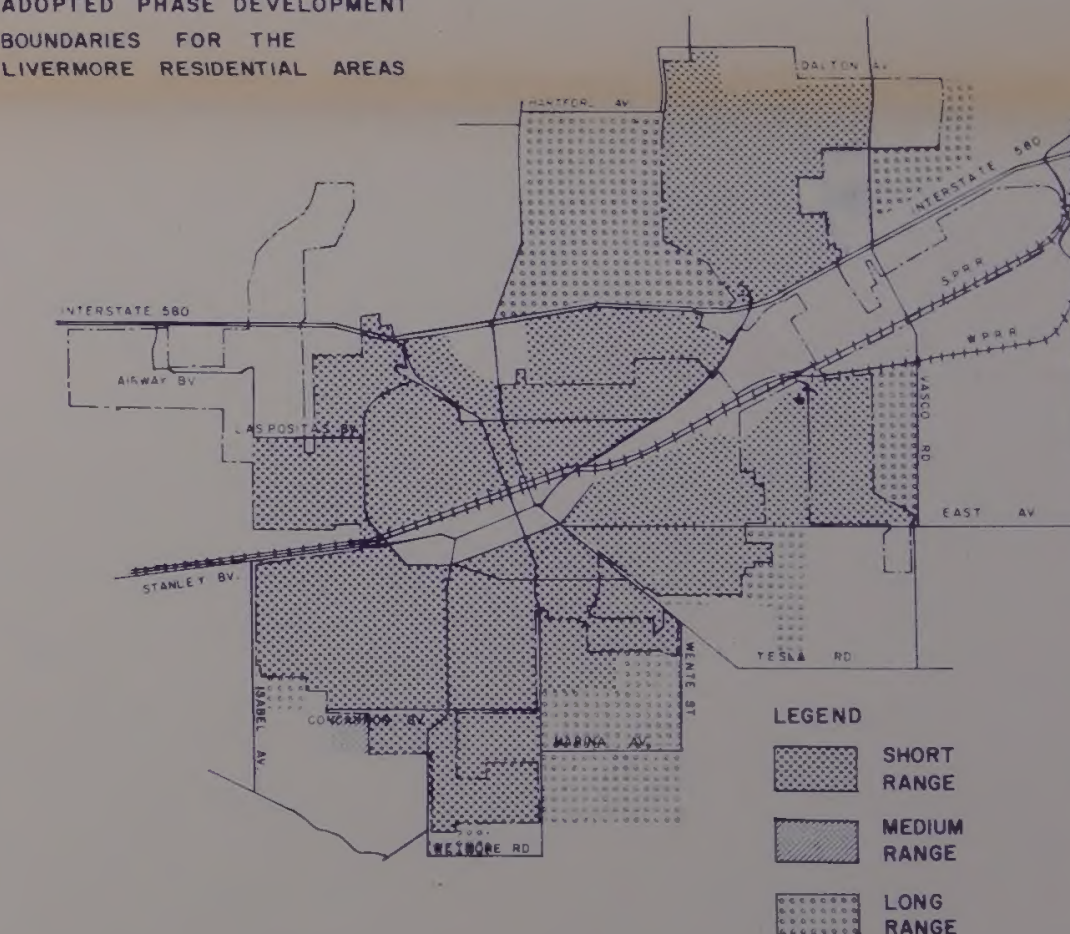 ADOPTED PHASE DEVELOPMENT
BOUNDARIES FOR THE
LIVERMORE RESIDENTIAL AREAS
DALTON AV.
HARTFORD AV.
INTERSTATE 580
S.P.R.R
W.P.R.R
INTERSTATE 580
AIRWAY BV.
LAS POSITAS BV.
VASCO RD
EAST AV
STANLEY BV.
TESLA RD
WENTE ST
ISABEL AV.
CONCANNON BV.
MARINA AV.
WETMORE RD
LEGEND
SHORT
RANGE
MEDIUM
RANGE
LONG
RANGE